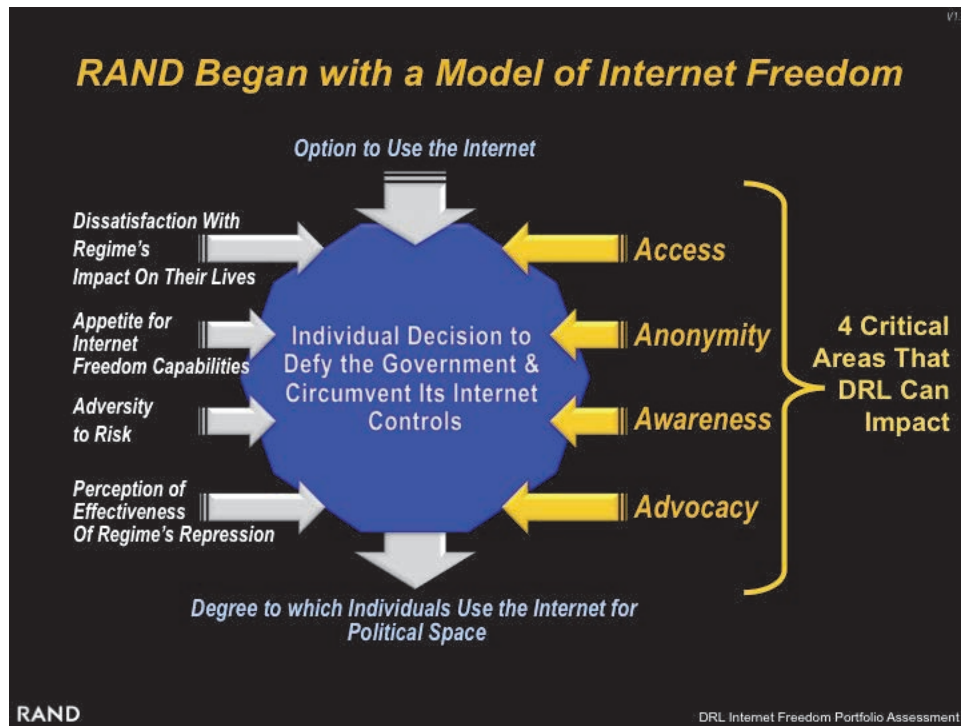 V1.
RAND Began with a Model of Internet Freedom
Option to Use the Internet
Dissatisfaction With
Regime's
Impact On Their Lives
Appetite for
Internet
Freedom Capabilities
Adversity
to Risk
Perception of
Effectiveness
Of Regime's Repression
Individual Decision to
Defy the Government &
Circumvent Its Internet
Controls
Access
Anonymity
Awareness
Advocacy
4 Critical
Areas That
DRL Can
Impact
Degree to which Individuals Use the Internet for
Political Space
RAND
DRL Internet Freedom Portfolio Assessment